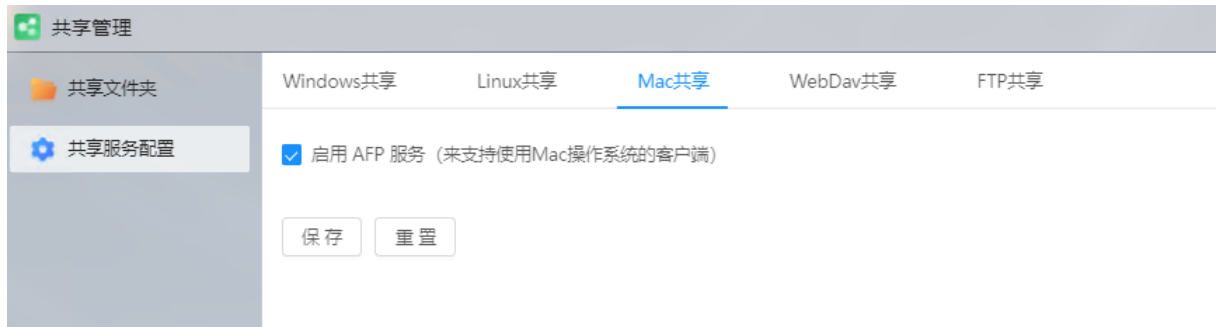 共享管理
共享文件夹
共享服务配置
Windows共享 Linux共享 Mac共享 WebDav共享 FTP共享
启用 AFP 服务（来支持使用Mac操作系统的客户端）
保存 重置